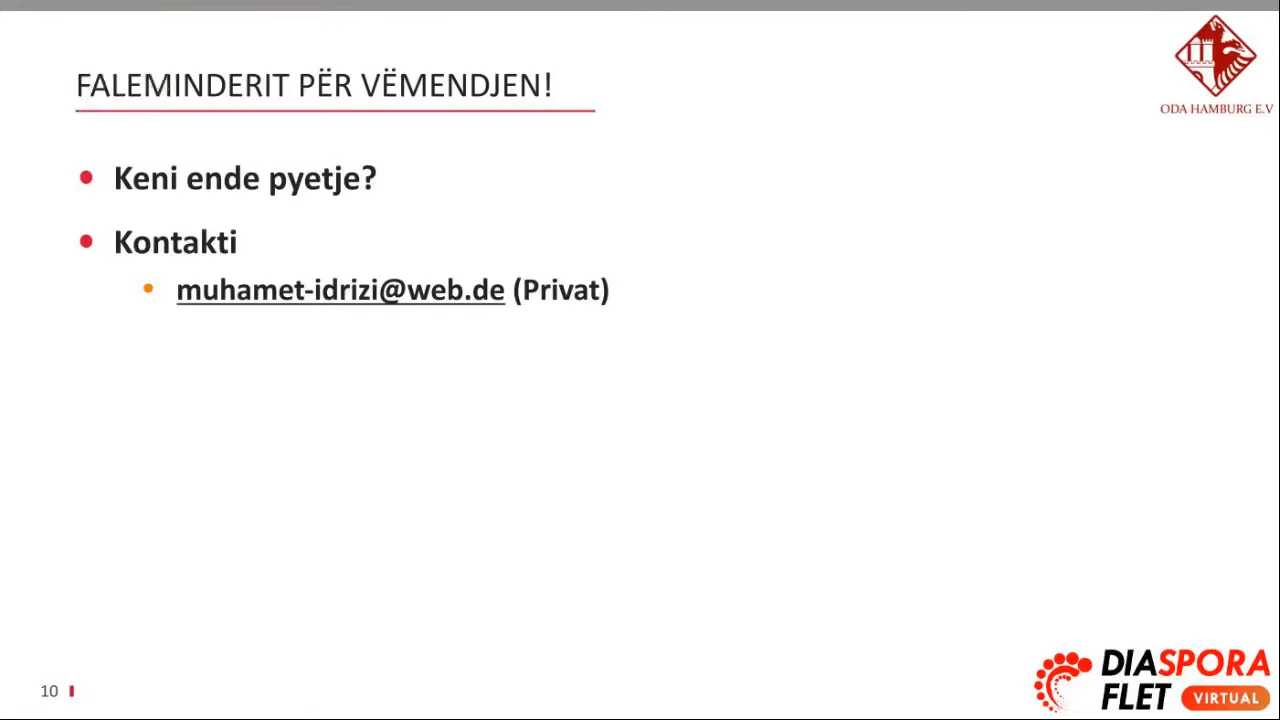 ODA HAMBURG E.V
FALEMINDERIT PËR VËMENDJEN!
Keni ende pyetje?
Kontakti
muhamet-idrizi@web.de (Privat)
10
DIASPORA
FLET VIRTUAL